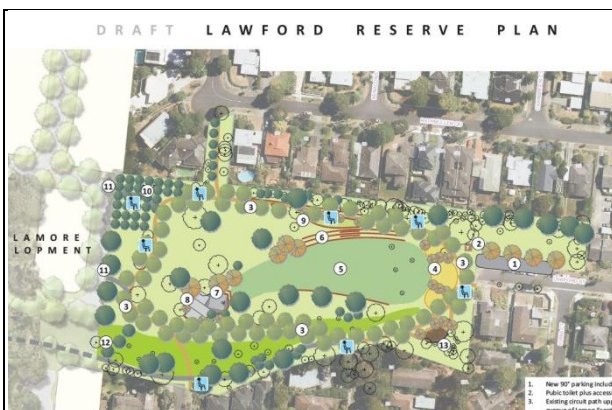 DRAFT LAWFORD RESERVE PLAN
11
10
3
9
6
2
1
LAMORE
LOPMENT
11
5
4
3
7
8
3
3
12
13
1. New 90° parking includ
2. Pubic toilet plus access
3. Existing circuit path up